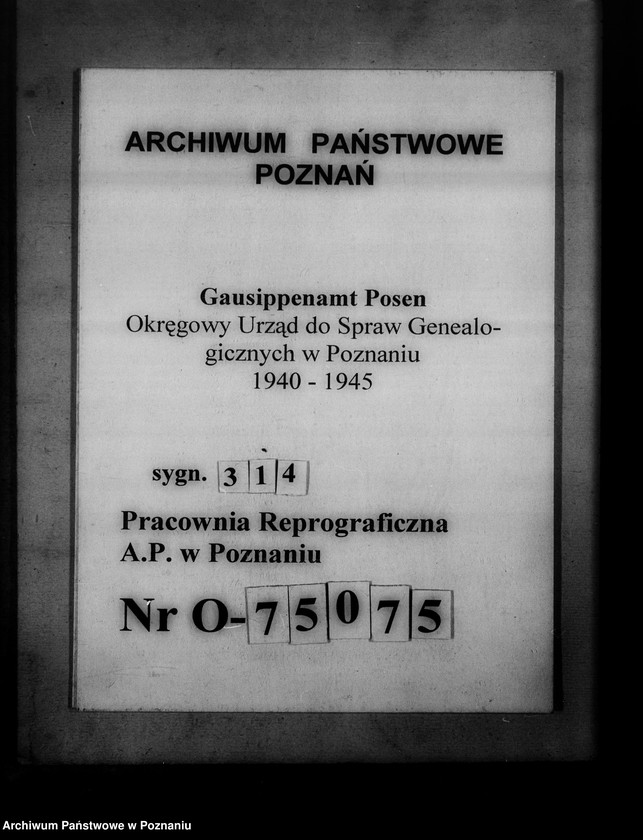 ARCHIWUM PAŃSTWOWE
POZNAŃ
Gausippenamt Posen
Okręgowy Urząd do Spraw Genealo-
gicznych w Poznaniu
1940 - 1945
sygn. 314
Pracownia Reprograficzna
A.P. w Poznaniu
Nr O-75075
Archiwum Państwowe w Poznaniu